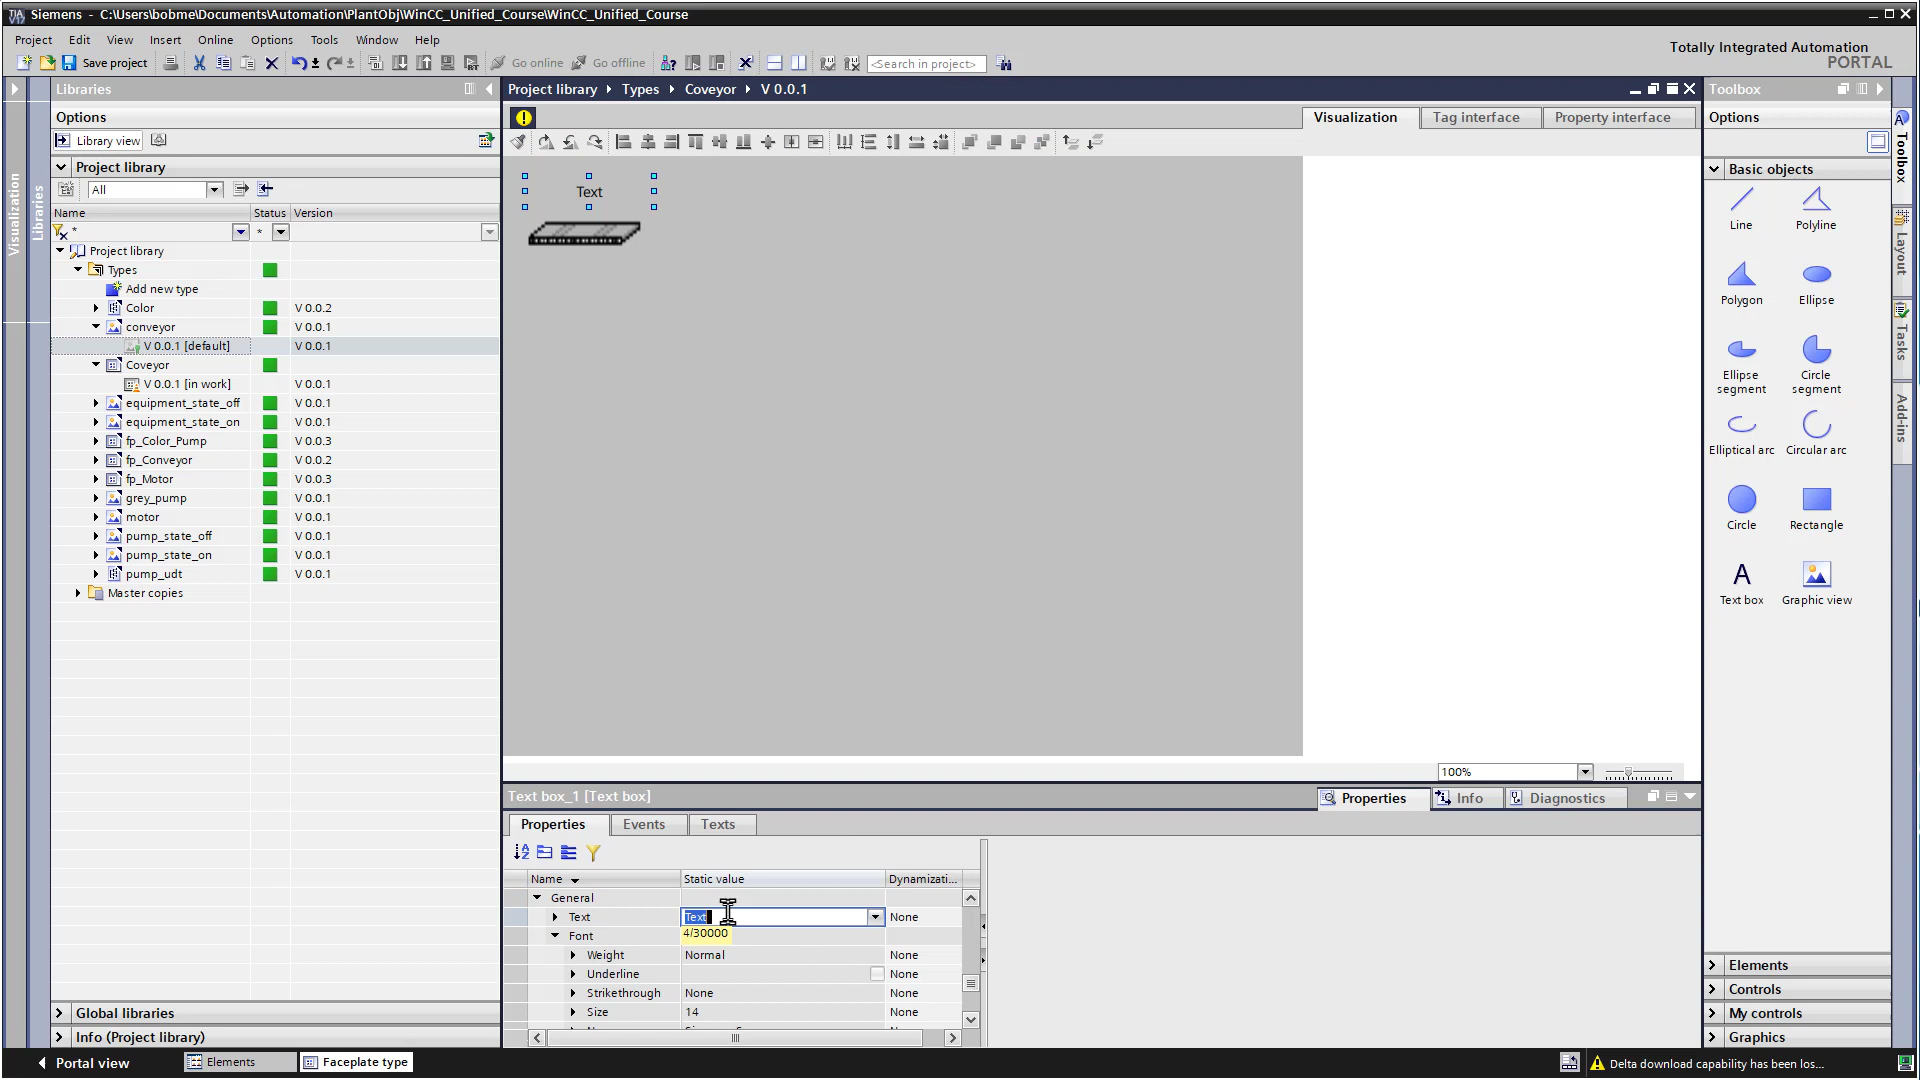 Siemens - C:\Users\bobme\Documents\Automation\PlantObj\WinCC_Unified_Course\WinCC_Unified_Course
Project Edit View Insert Online Options Tools Window Help
Totally Integrated Automation
PORTAL
Save project
Go online
Go offline
<Search in project>
Libraries
Project library Types Coveyor V 0.0.1
Toolbox
Options
Visualization
Tag interface
Property interface
Options
Library view
Project library
All
Name Status Version
* *
Project library
Types
Add new type
Color V 0.0.2
conveyor V 0.0.1
V 0.0.1 [default] V 0.0.1
Coveyor
V 0.0.1 [in work] V 0.0.1
equipment_state_off V 0.0.1
equipment_state_on V 0.0.1
fp_Color_Pump V 0.0.3
fp_Conveyor V 0.0.2
fp_Motor V 0.0.3
grey_pump V 0.0.1
motor V 0.0.1
pump_state_off V 0.0.1
pump_state_on V 0.0.1
pump_udt V 0.0.1
Master copies
Global libraries
Info (Project library)
Visualization
Libraries
Text
100%
Text box_1 [Text box]
Properties
Info
Diagnostics
Properties Events Texts
Name Static value Dynamizati...
General
Text Text None
4/30000
Font
Weight Normal None
Underline None
Strikethrough None None
Size 14 None
Basic objects
Line Polyline
Polygon Ellipse
Ellipse segment Circle segment
Elliptical arc Circular arc
Circle Rectangle
A
Text box Graphic view
Elements
Controls
My controls
Graphics
Toolbox
Layout
Tasks
Add-ins
Portal view
Elements
Faceplate type
Delta download capability has been los...